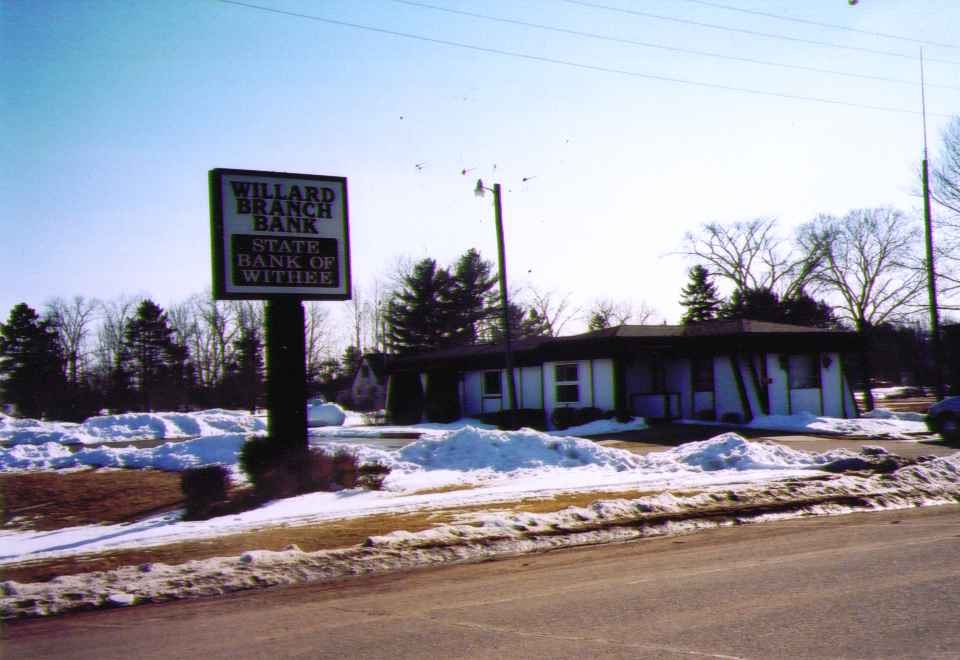 WILLARD
BRANCH
BANK
STATE
BANK OF
WITHEE